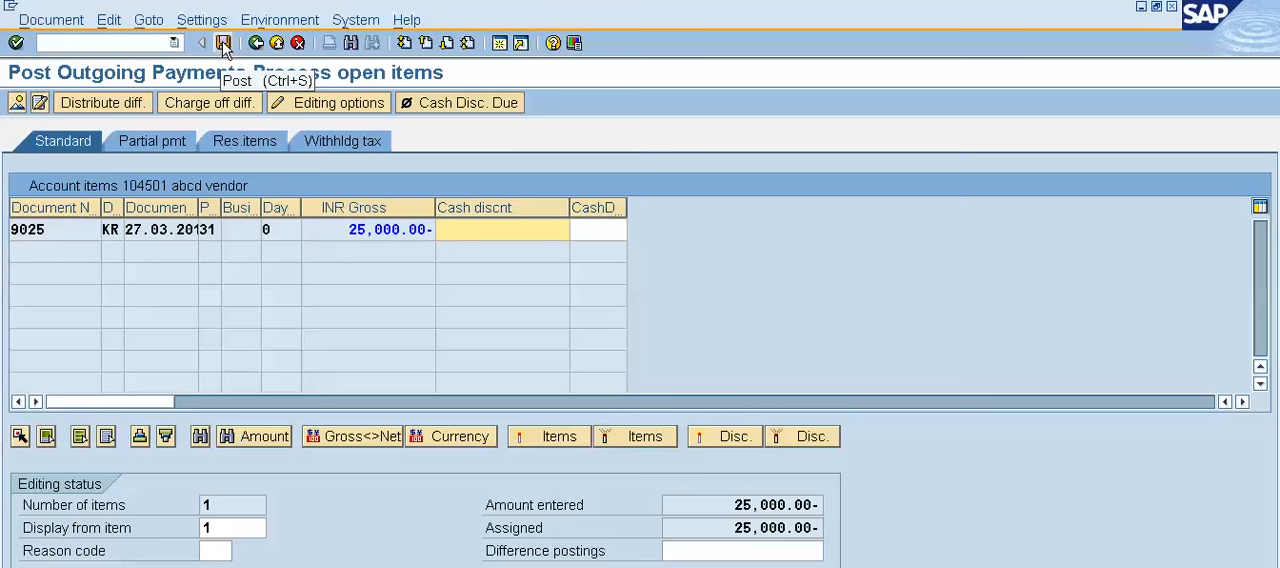 Document Edit Goto Settings Environment System Help
SAP
Post Outgoing Payments Process open items
Post (Ctrl+S)
Distribute diff. Charge off diff. Editing options Cash Disc. Due
Standard Partial pmt Res.items Withhldg tax
Account items 104501 abcd vendor
Document N.. D.. Documen... P... Busi... Day... INR Gross Cash discnt CashD...
9025 KR 27.03.20131 0 25,000.00-
Amount Gross<>Net Currency Items Items Disc. Disc.
Editing status
Number of items 1 Amount entered 25,000.00-
Display from item 1 Assigned 25,000.00-
Reason code Difference postings